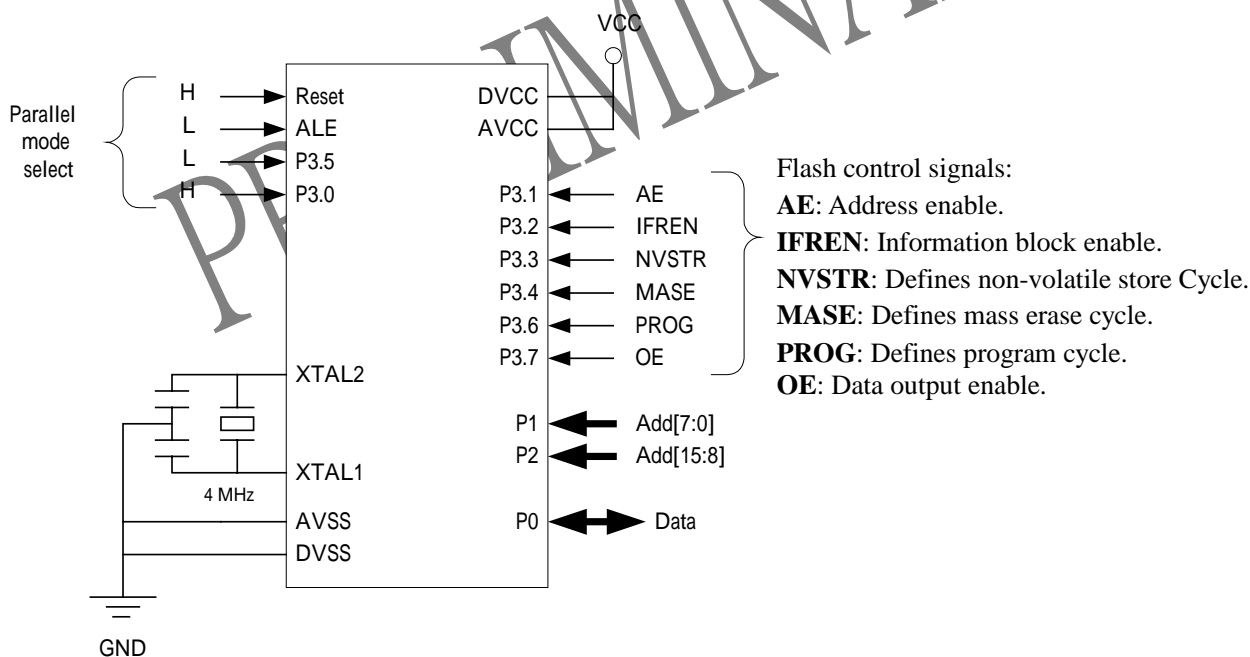 VCC
Parallel
mode
select
H Reset
L ALE
L P3.5
H P3.0
DVCC
AVCC
P3.1 AE
P3.2 IFREN
P3.3 NVSTR
P3.4 MASE
P3.6 PROG
P3.7 OE
Flash control signals:
AE: Address enable.
IFREN: Information block enable.
NVSTR: Defines non-volatile store Cycle.
MASE: Defines mass erase cycle.
PROG: Defines program cycle.
OE: Data output enable.
XTAL2
XTAL1
4 MHz
AVSS
DVSS
P1 Add[7:0]
P2 Add[15:8]
P0 Data
GND